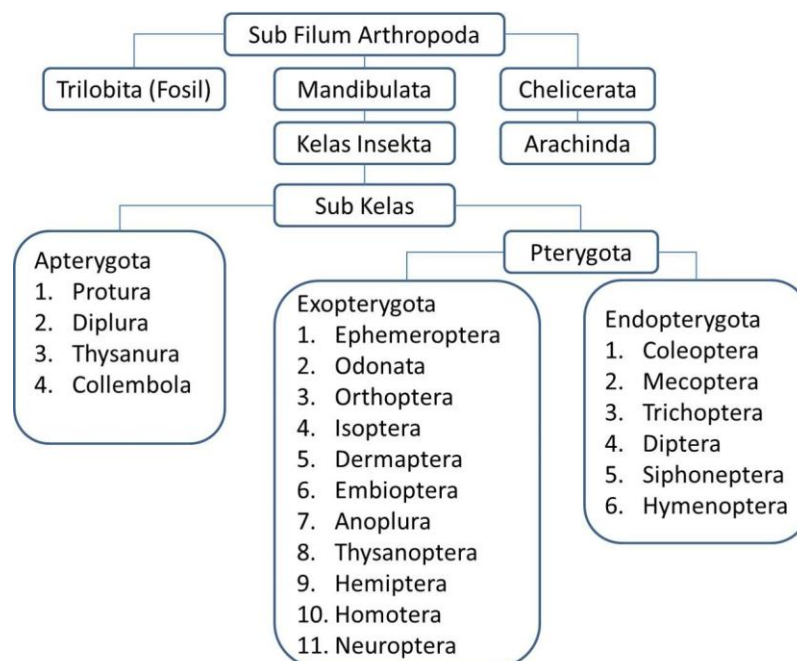 Sub Filum Arthropoda
Trilobita (Fosil)
Mandibulata
Chelicerata
Kelas Insekta
Arachinda
Sub Kelas
Apterygota
1. Protura
2. Diplura
3. Thysanura
4. Collembola
Pterygota
Exopterygota
1. Ephemeroptera
2. Odonata
3. Orthoptera
4. Isoptera
5. Dermaptera
6. Embioptera
7. Anoplura
8. Thysanoptera
9. Hemiptera
10. Homotera
11. Neuroptera
Endopterygota
1. Coleoptera
2. Mecoptera
3. Trichoptera
4. Diptera
5. Siphoneptera
6. Hymenoptera